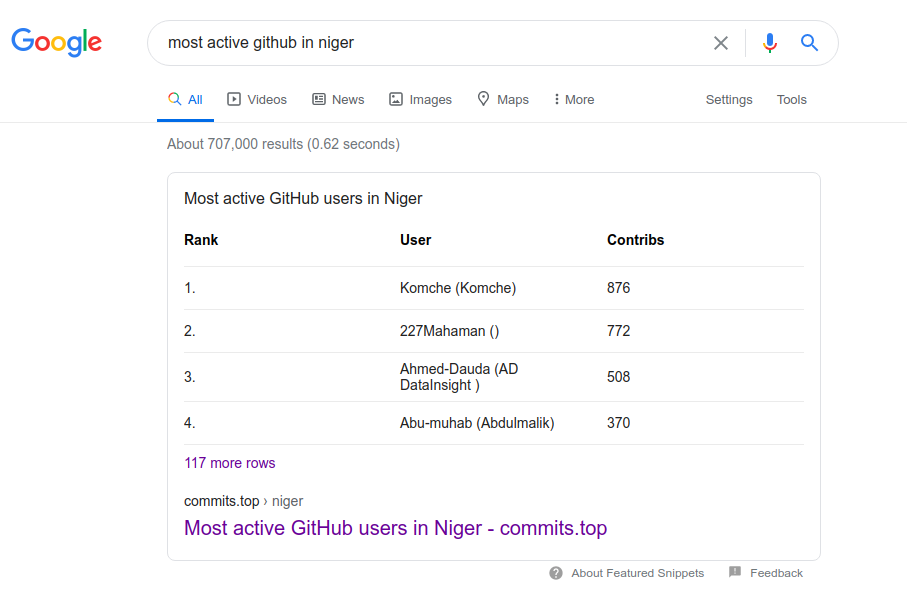 Google
most active github in niger
All Videos News Images Maps More Settings Tools
About 707,000 results (0.62 seconds)
Most active GitHub users in Niger
Rank User Contribs
1. Komche (Komche) 876
2. 227Mahaman () 772
3. Ahmed-Dauda (AD DataInsight ) 508
4. Abu-muhab (Abdulmalik) 370
117 more rows
commits.top › niger
Most active GitHub users in Niger - commits.top
About Featured Snippets Feedback